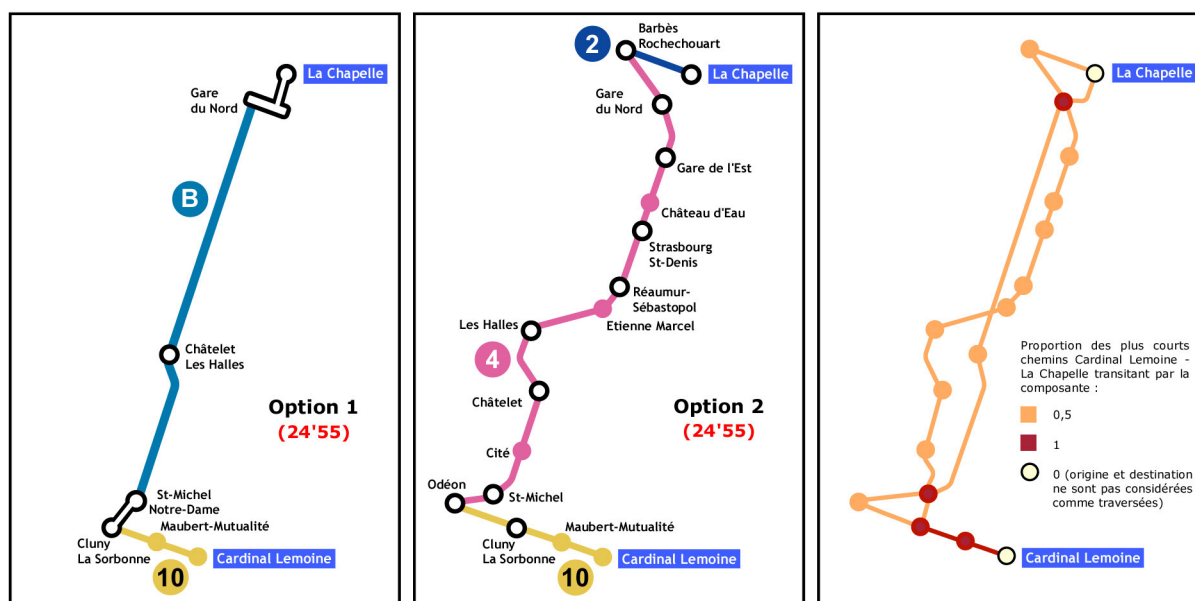 La Chapelle
Gare
du Nord
B
Châtelet
Les Halles
Option 1
(24'55)
St-Michel
Notre-Dame
Maubert-Mutualité
Cluny
La Sorbonne
Cardinal Lemoine
10
Barbès
Rochechouart
2
La Chapelle
Gare
du Nord
Gare de l'Est
Château d'Eau
Strasbourg
St-Denis
Réaumur-
Sébastopol
Etienne Marcel
Les Halles
4
Châtelet
Option 2
(24'55)
Cité
Odéon
St-Michel
Maubert-Mutualité
Cluny
La Sorbonne
Cardinal Lemoine
10
La Chapelle
Proportion des plus courts
chemins Cardinal Lemoine -
La Chapelle transitant par la
composante :
0,5
1
0 (origine et destination
ne sont pas considérées
comme traversées)
Cardinal Lemoine